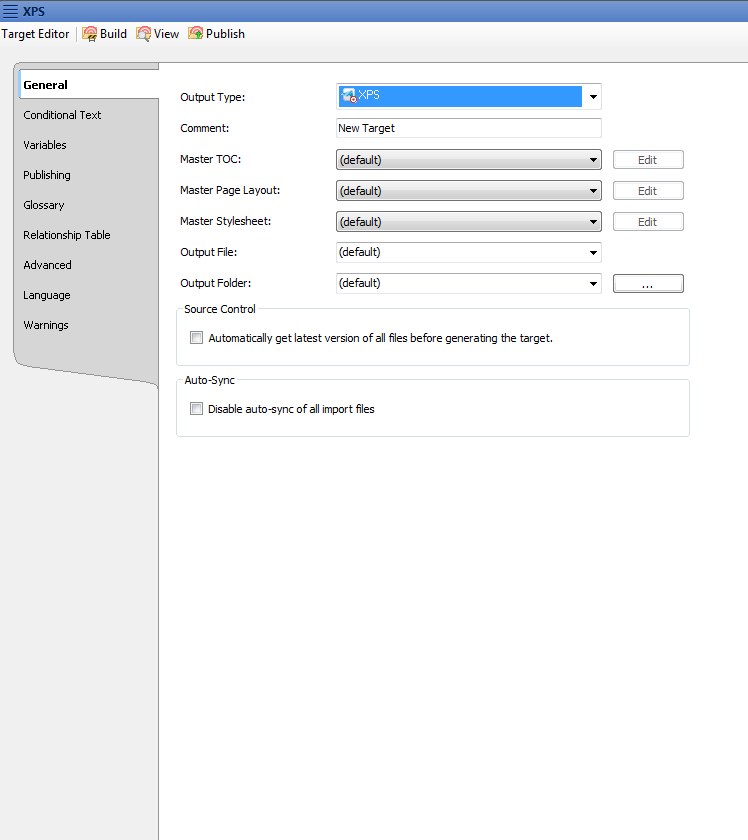 XPS
Target Editor Build View Publish
General
Conditional Text
Variables
Publishing
Glossary
Relationship Table
Advanced
Language
Warnings
Output Type: XPS
Comment: New Target
Master TOC: (default) Edit
Master Page Layout: (default) Edit
Master Stylesheet: (default) Edit
Output File: (default)
Output Folder: (default) ...
Source Control
Automatically get latest version of all files before generating the target.
Auto-Sync
Disable auto-sync of all import files